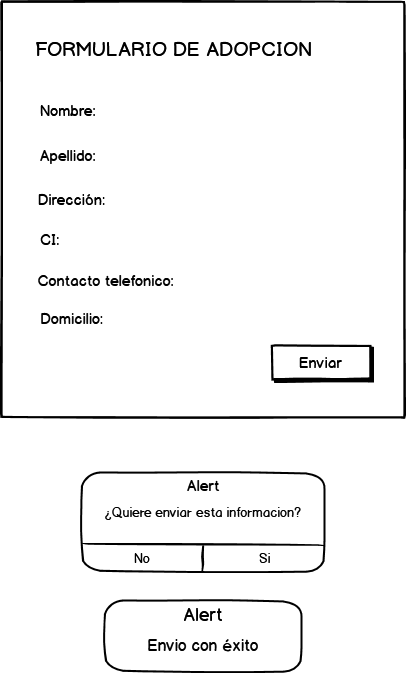 FORMULARIO DE ADOPCION
Nombre:
Apellido:
Dirección:
CI:
Contacto telefonico:
Domicilio:
Enviar
Alert
¿Quiere enviar esta informacion?
No Si
Alert
Envio con éxito